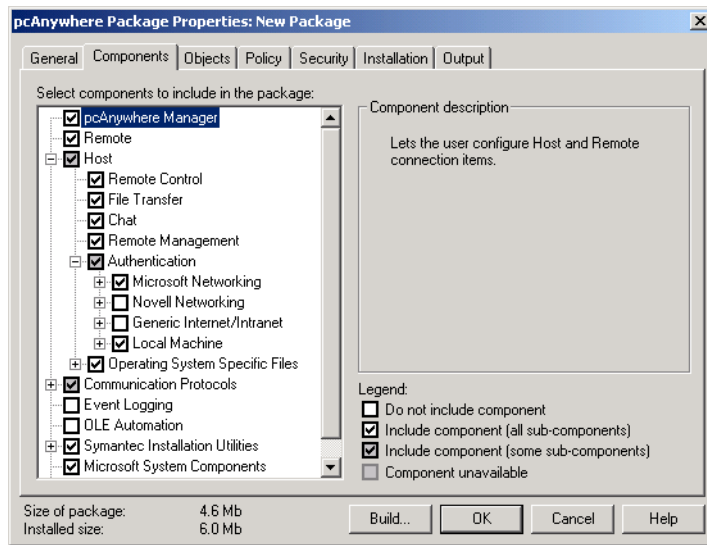 pcAnywhere Package Properties: New Package
General Components Objects Policy Security Installation Output
Select components to include in the package:
pcAnywhere Manager
Remote
Host
Remote Control
File Transfer
Chat
Remote Management
Authentication
Microsoft Networking
Novell Networking
Generic Internet/Intranet
Local Machine
Operating System Specific Files
Communication Protocols
Event Logging
OLE Automation
Symantec Installation Utilities
Microsoft System Components
Component description
Lets the user configure Host and Remote
connection items.
Legend:
Do not include component
Include component (all sub-components)
Include component (some sub-components)
Component unavailable
Size of package: 4.6 Mb
Installed size: 6.0 Mb
Build... OK Cancel Help